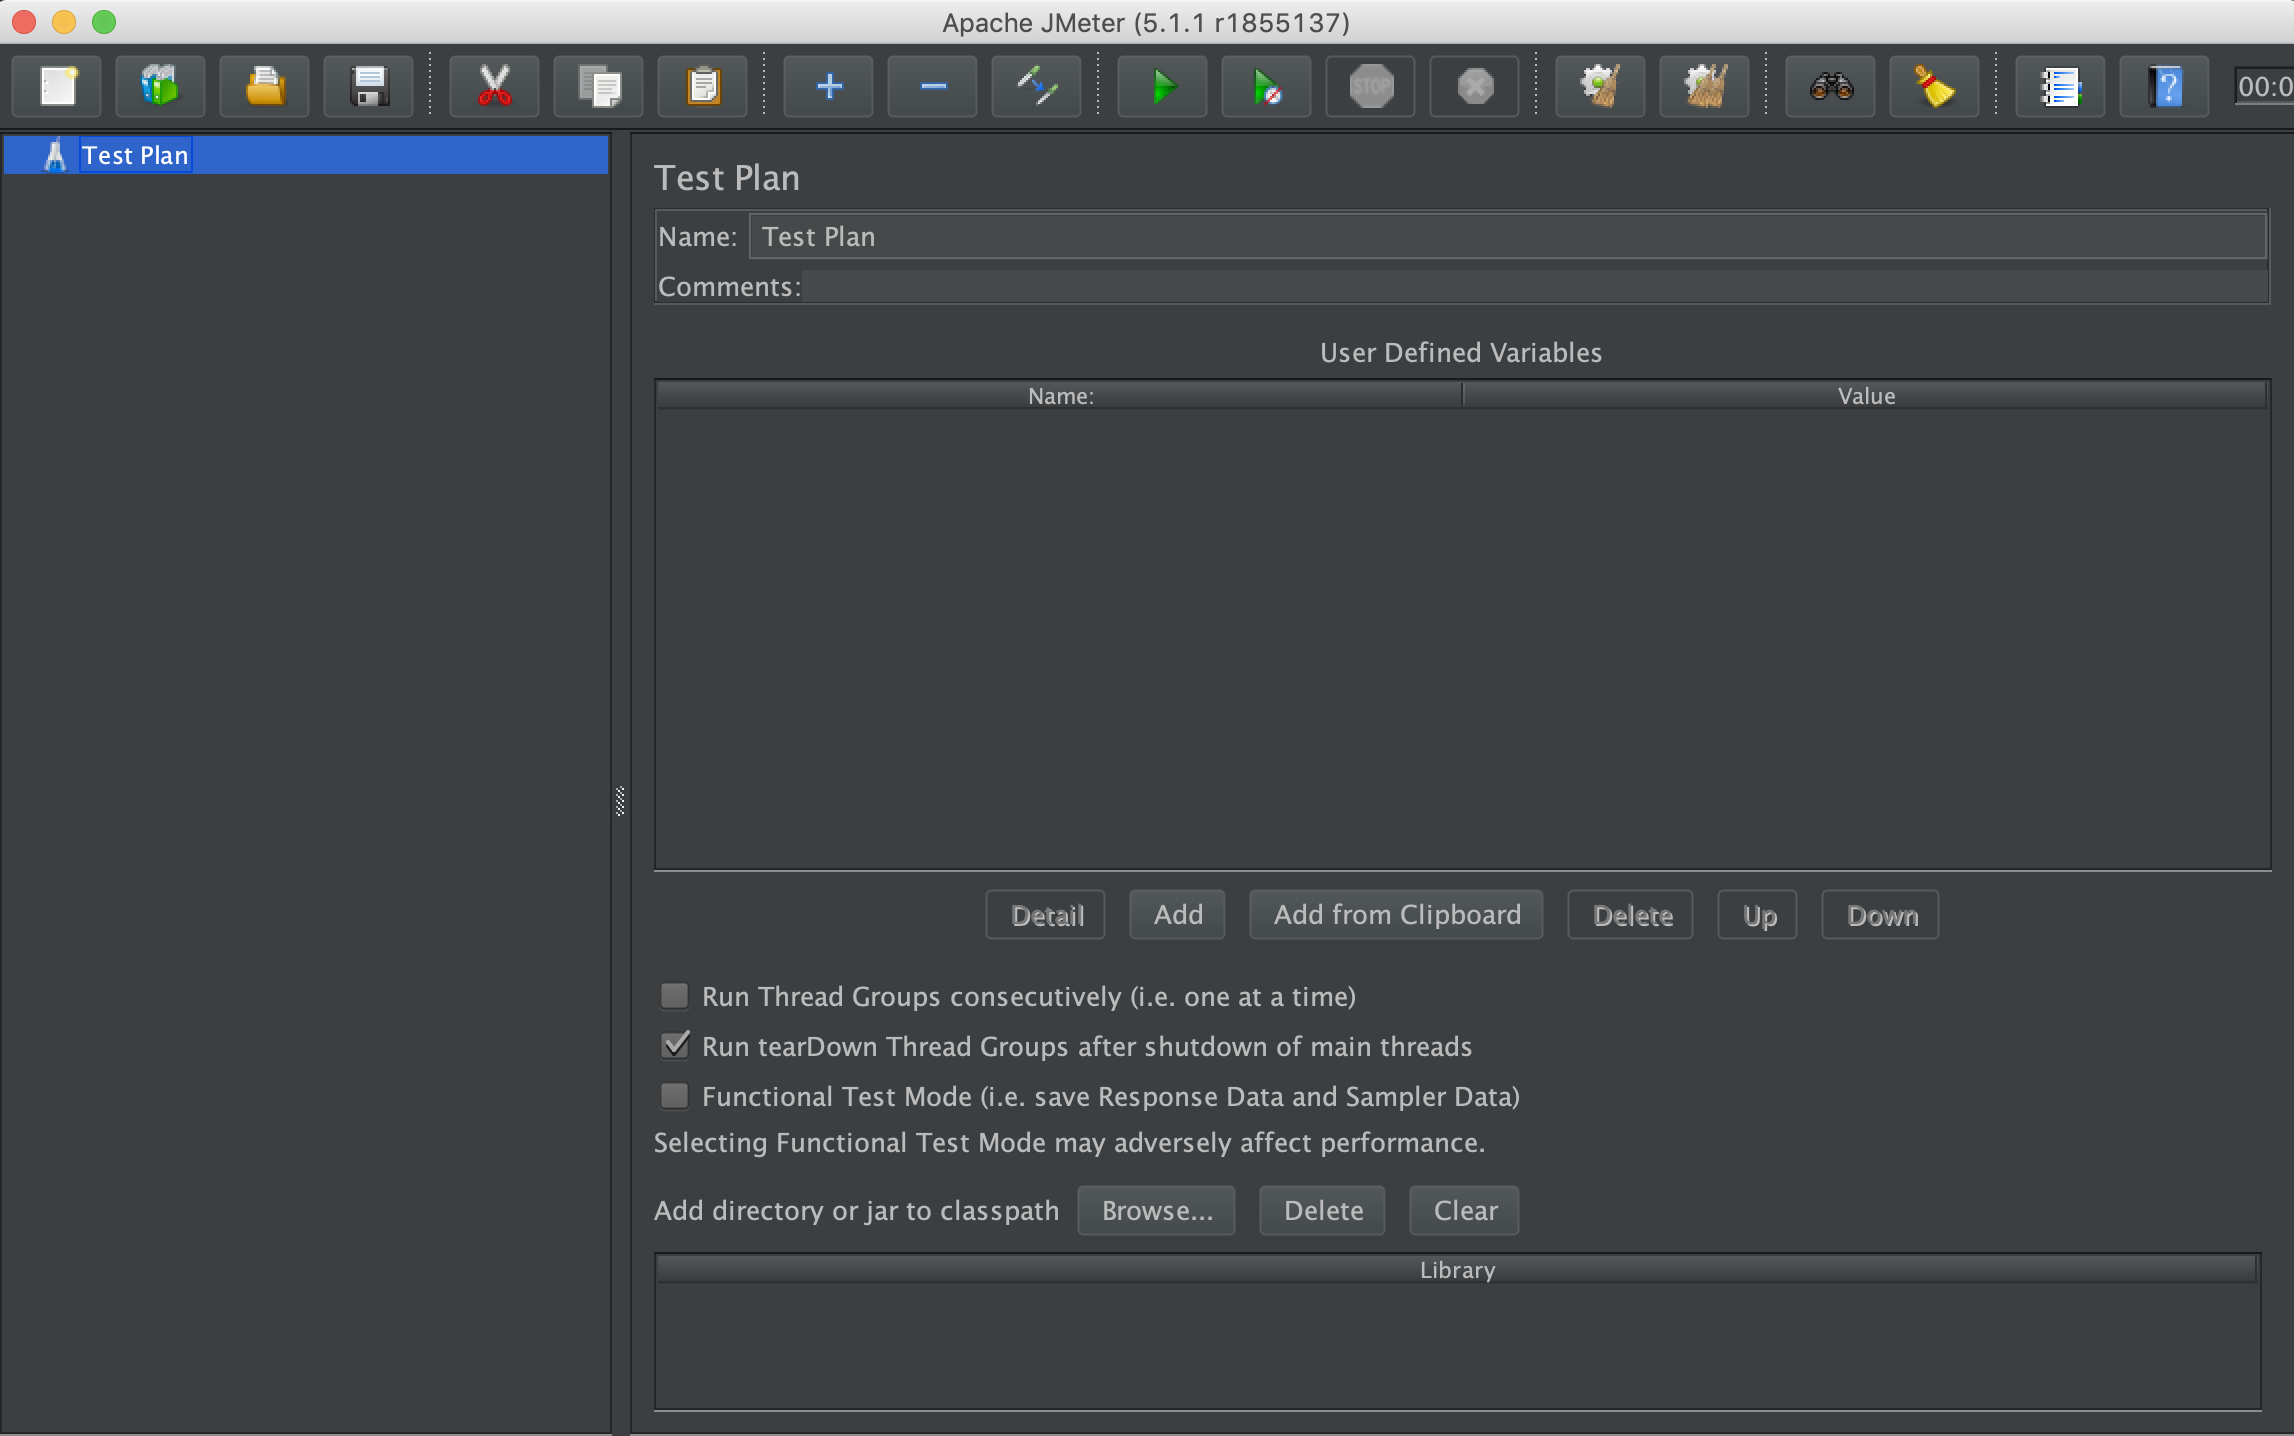 Apache JMeter (5.1.1 r1855137)
STOP
?
00:0
Test Plan
Test Plan
Name: Test Plan
Comments:
User Defined Variables
Name: Value
Detail Add Add from Clipboard Delete Up Down
Run Thread Groups consecutively (i.e. one at a time)
Run tearDown Thread Groups after shutdown of main threads
Functional Test Mode (i.e. save Response Data and Sampler Data)
Selecting Functional Test Mode may adversely affect performance.
Add directory or jar to classpath Browse... Delete Clear
Library